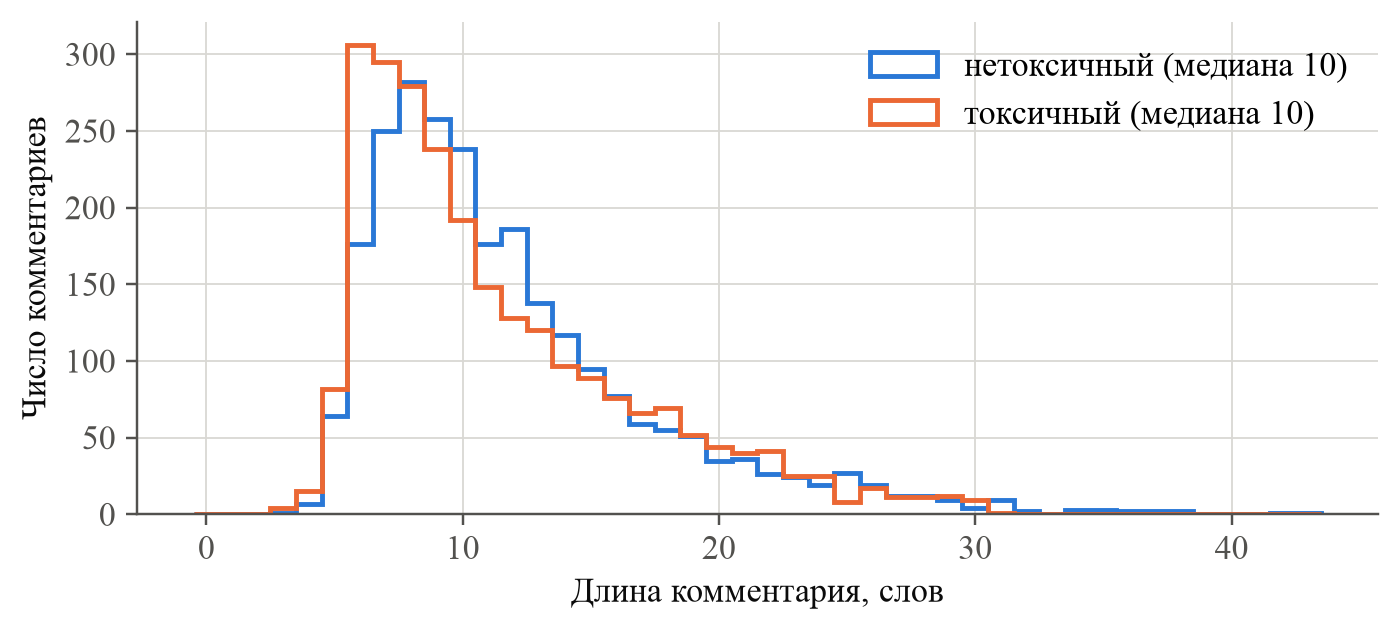 нетоксичный (медиана 10)
токсичный (медиана 10)
Число комментариев
300
250
200
150
100
50
0
0 10 20 30 40
Длина комментария, слов